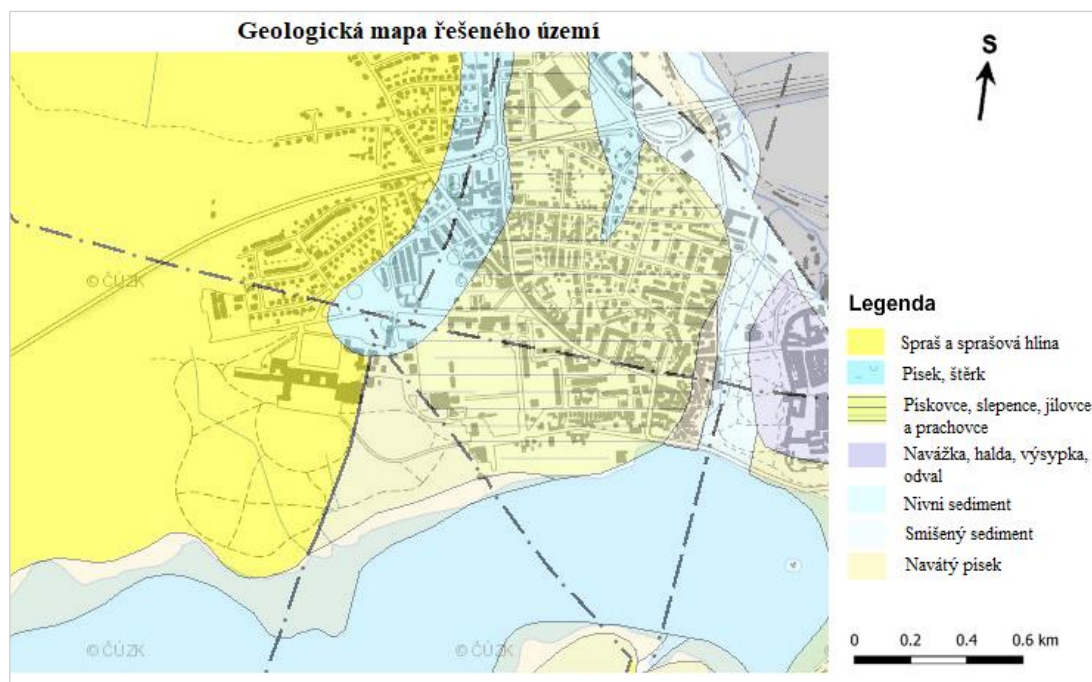 Geologická mapa řešeného území
S
© ČÚZK
© ČÚZK
Legenda
Spraš a sprašová hlína
Písek, štěrk
Pískovce, slepence, jílovce
a prachovce
Navážka, halda, výsypka,
odval
Nivní sediment
Smíšený sediment
Navátý písek
© ČÚZK
© ČÚZK
0 0.2 0.4 0.6 km